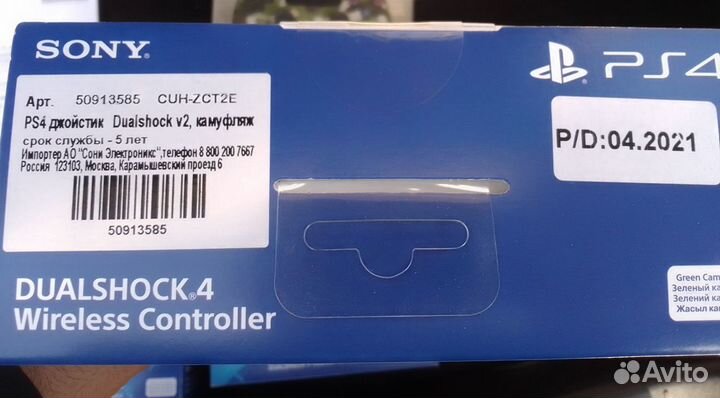 SONY
PS4
Арт. 50913585 CUH-ZCT2E
PS4 джойстик Dualshock v2, камуфляж
срок службы - 5 лет
Импортер АО "Сони Электроникс",телефон 8 800 200 7667
Россия 123103, Москва, Карамышевский проезд 6
50913585
P/D:04.2021
DUALSHOCK®4
Wireless Controller
Green Cam
Зеленый ка
Зелений ка
Жасыл ка
Avito